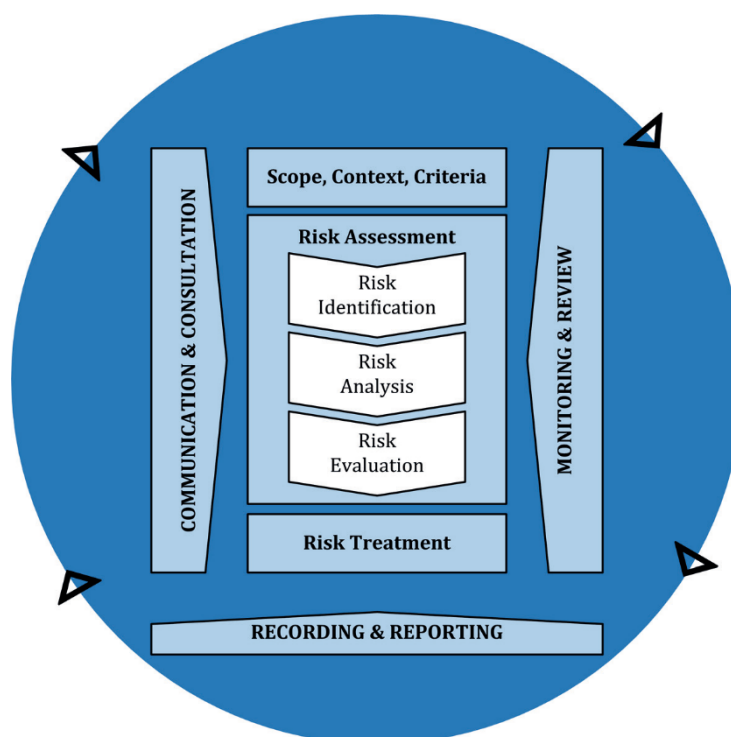 Scope, Context, Criteria
Risk Assessment
Risk
Identification
Risk
Analysis
Risk
Evaluation
Risk Treatment
COMMUNICATION & CONSULTATION
MONITORING & REVIEW
RECORDING & REPORTING